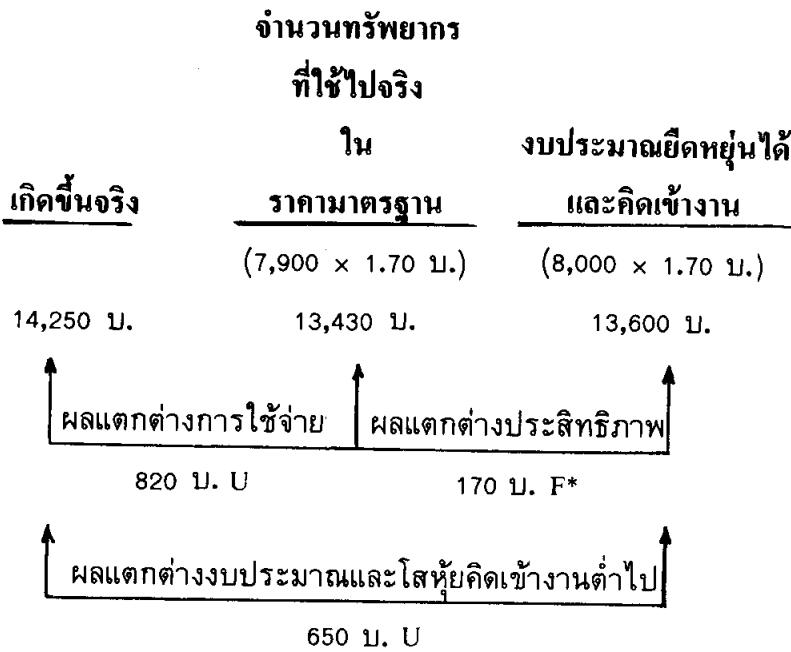 จำนวนทรัพยากร
ที่ใช้ไปจริง
ใน งบประมาณยืดหยุ่นได้
เกิดขึ้นจริง ราคามาตรฐาน และคิดเข้างาน
(7,900 × 1.70 บ.) (8,000 × 1.70 บ.)
14,250 บ. 13,430 บ. 13,600 บ.
ผลแตกต่างการใช้จ่าย ผลแตกต่างประสิทธิภาพ
820 บ. U 170 บ. F*
ผลแตกต่างงบประมาณและโสหุ้ยคิดเข้างานต่ำไป
650 บ. U